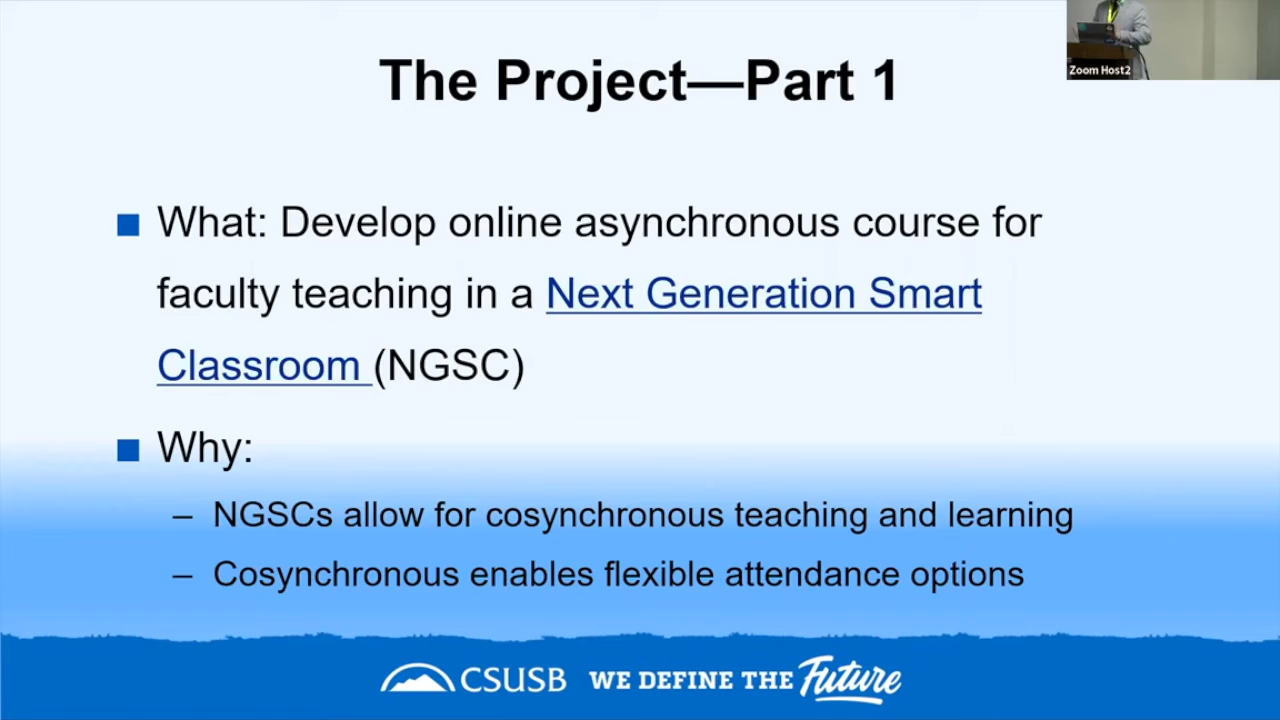 The Project—Part 1
Zoom Host2
What: Develop online asynchronous course for
faculty teaching in a Next Generation Smart
Classroom (NGSC)
Why:
– NGSCs allow for cosynchronous teaching and learning
– Cosynchronous enables flexible attendance options
CSUSB WE DEFINE THE Future